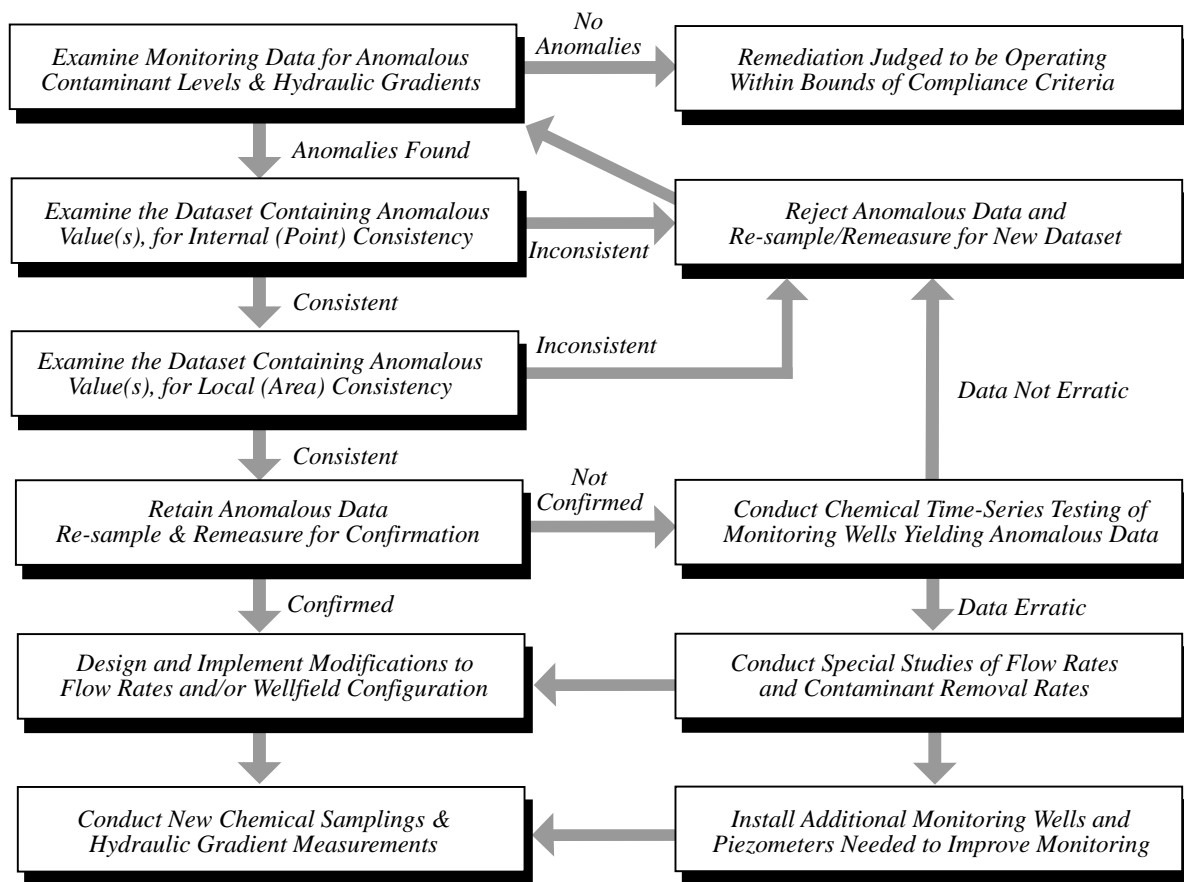 No
Anomalies
Examine Monitoring Data for Anomalous
Contaminant Levels & Hydraulic Gradients
Remediation Judged to be Operating
Within Bounds of Compliance Criteria
Anomalies Found
Examine the Dataset Containing Anomalous
Value(s), for Internal (Point) Consistency
Inconsistent
Reject Anomalous Data and
Re-sample/Remeasure for New Dataset
Consistent
Examine the Dataset Containing Anomalous
Value(s), for Local (Area) Consistency
Inconsistent
Data Not Erratic
Consistent
Retain Anomalous Data
Re-sample & Remeasure for Confirmation
Not
Confirmed
Conduct Chemical Time-Series Testing of
Monitoring Wells Yielding Anomalous Data
Confirmed
Data Erratic
Design and Implement Modifications to
Flow Rates and/or Wellfield Configuration
Conduct Special Studies of Flow Rates
and Contaminant Removal Rates
Conduct New Chemical Samplings &
Hydraulic Gradient Measurements
Install Additional Monitoring Wells and
Piezometers Needed to Improve Monitoring